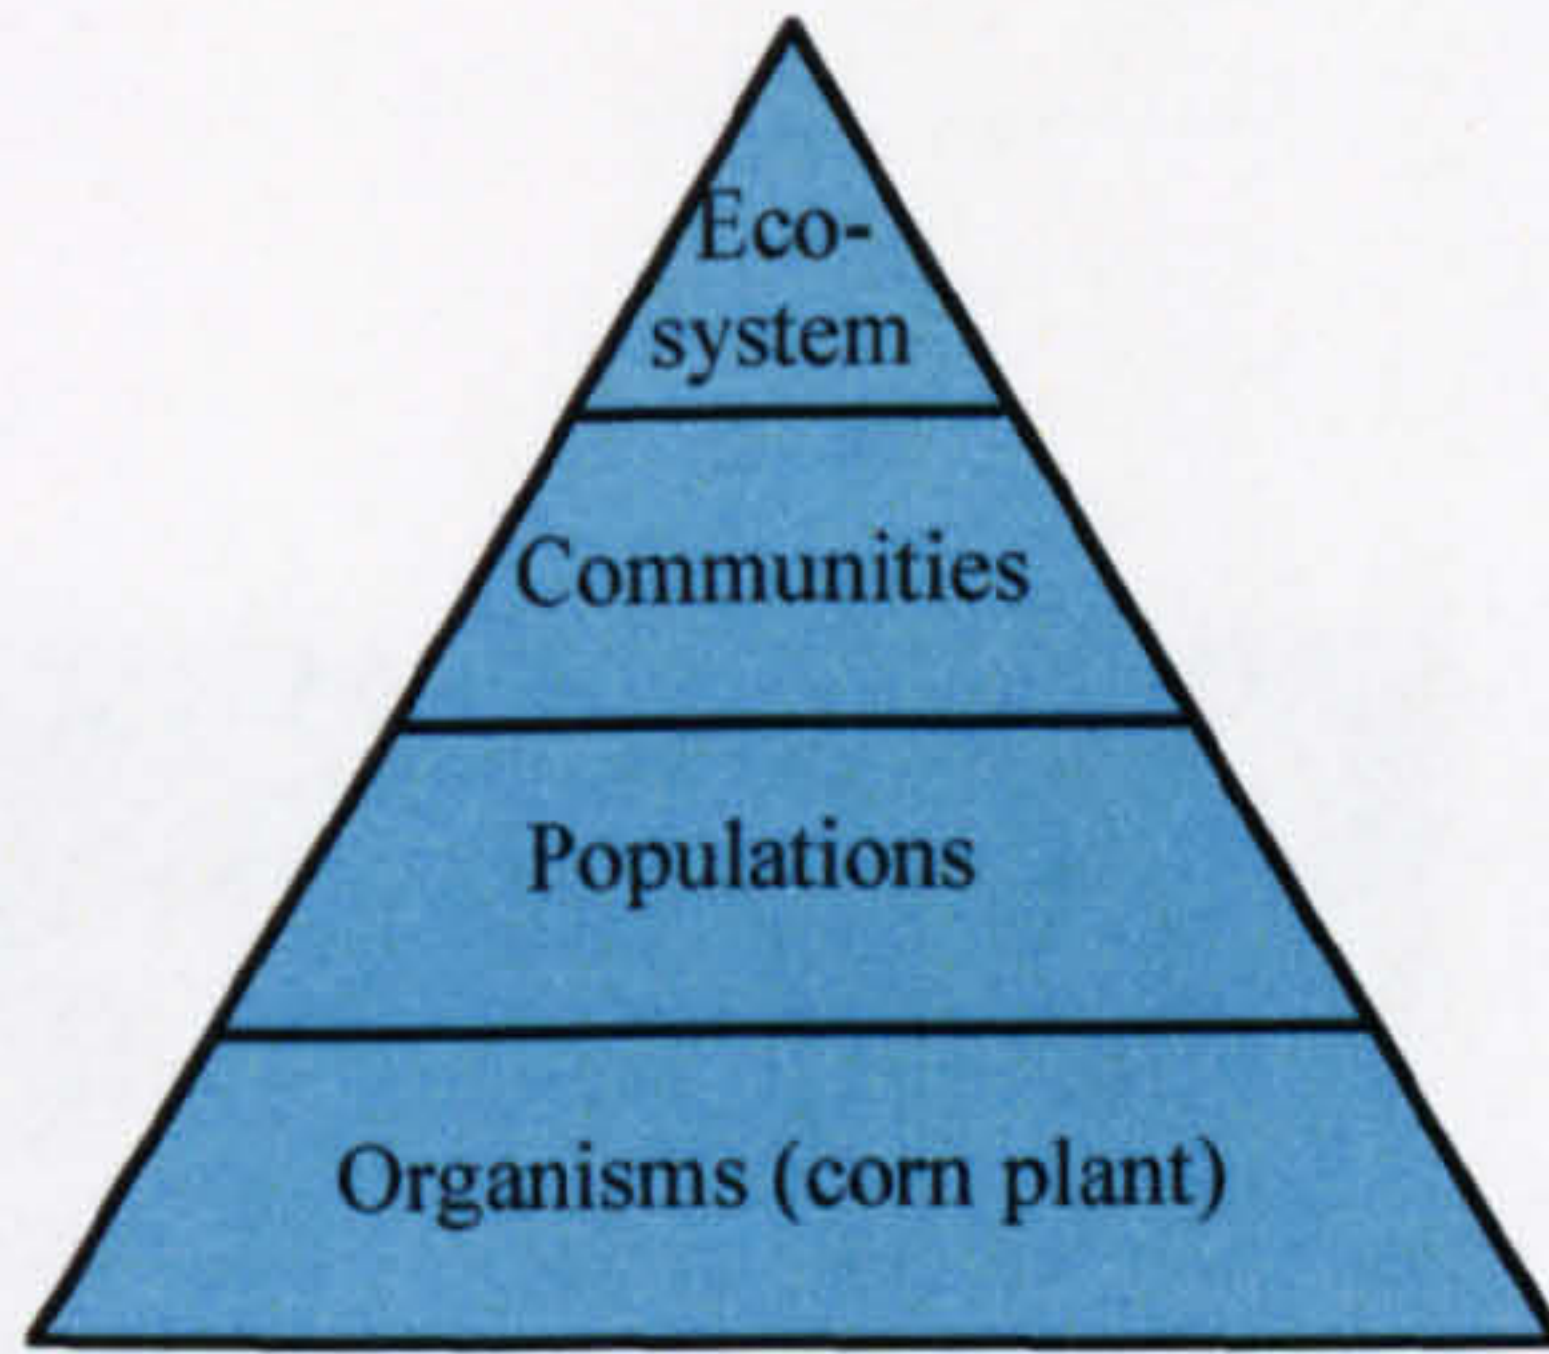 Eco-
system
Communities
Populations
Organisms (corn plant)